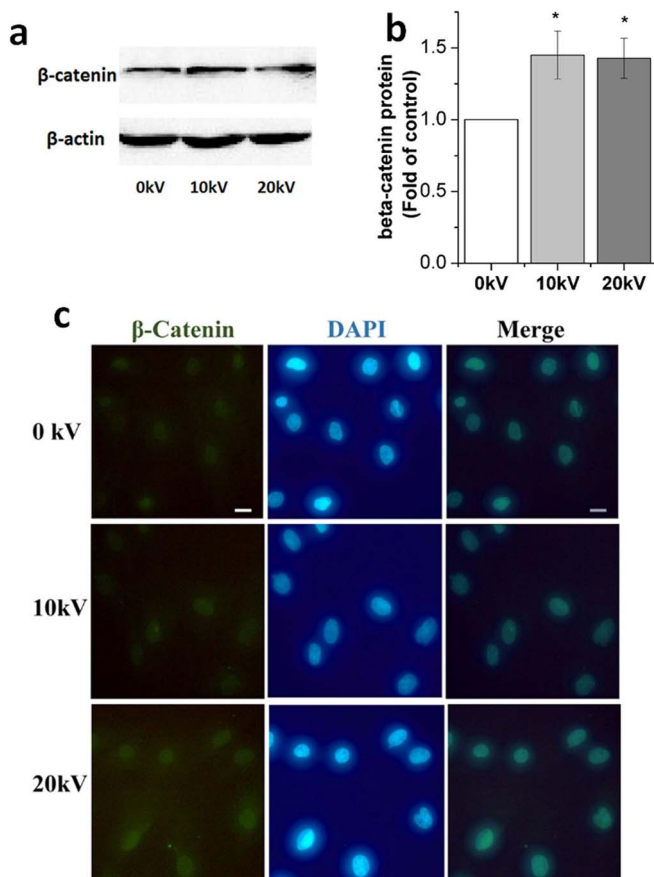 a
β-catenin
β-actin
0kV 10kV 20kV
b
beta-catenin protein
(Fold of control)
1.5
1.0
0.5
0.0
* *
0kV 10kV 20kV
c
β-Catenin DAPI Merge
0 kV
10kV
20kV